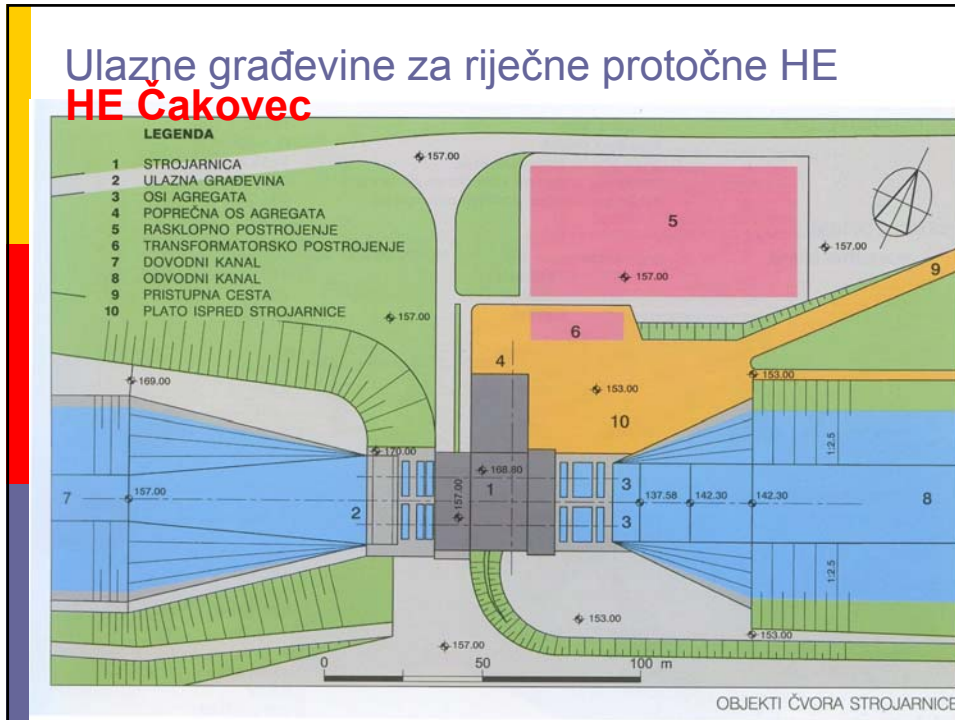 Ulazne građevine za riječne protočne HE
HE Čakovec
LEGENDA
1 STROJARNICA
2 ULAZNA GRAĐEVINA
3 OSI AGREGATA
4 POPREČNA OS AGREGATA
5 RASKLOPNO POSTROJENJE
6 TRANSFORMATORSKO POSTROJENJE
7 DOVODNI KANAL
8 ODVODNI KANAL
9 PRISTUPNA CESTA
10 PLATO ISPRED STROJARNICE
157.00
5
157.00
157.00
9
157.00
6
4
169.00
153.00
153.00
10
170.00
1:2.5
168.80
7
157.00
2
157.00
1
3
137.58
142.30
142.30
8
3
1:2.5
153.00
153.00
157.00
0 50 100 m
OBJEKTI ČVORA STROJARNICE